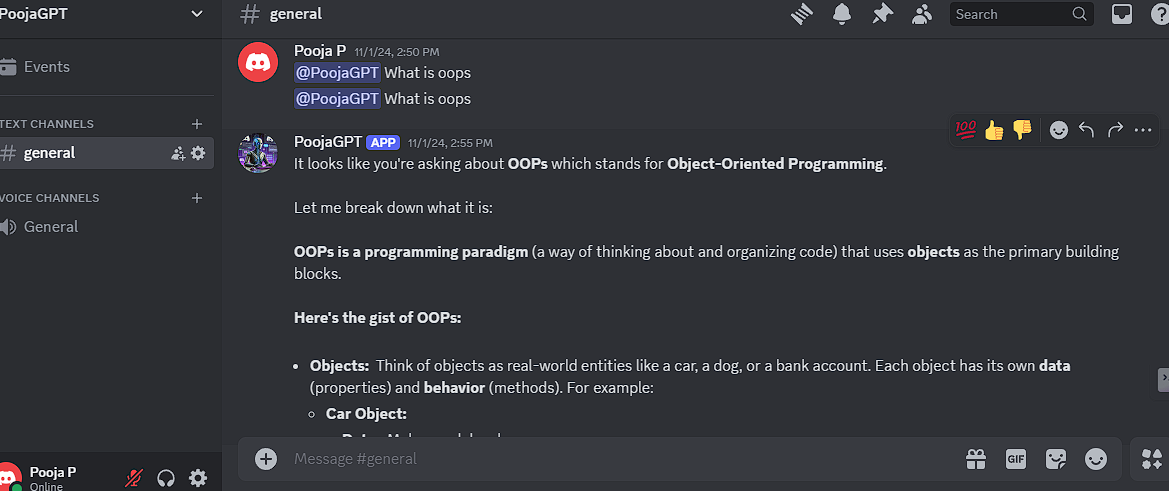 PoojaGPT
# general
Search
Events
TEXT CHANNELS
# general
VOICE CHANNELS
General
Pooja P 11/1/24, 2:50 PM
@PoojaGPT What is oops
@PoojaGPT What is oops
100
PoojaGPT APP 11/1/24, 2:55 PM
It looks like you're asking about OOPs which stands for Object-Oriented Programming.
Let me break down what it is:
OOPs is a programming paradigm (a way of thinking about and organizing code) that uses objects as the primary building
blocks.
Here's the gist of OOPs:
• Objects: Think of objects as real-world entities like a car, a dog, or a bank account. Each object has its own data
(properties) and behavior (methods). For example:
Car Object:
Message #general
GIF
Pooja P
Online